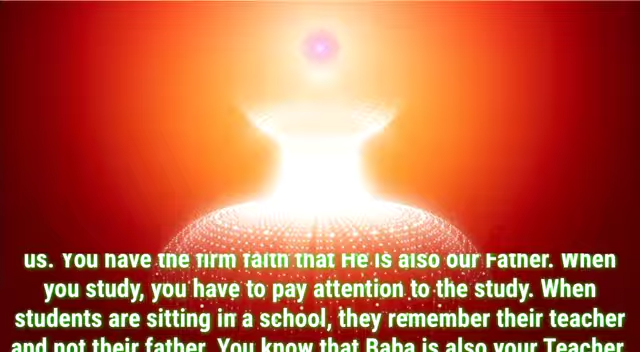 us. You have the firm faith that He is also our Father. When
you study, you have to pay attention to the study. When
students are sitting in a school, they remember their teacher
and not their father. You know that Baba is also your Teacher